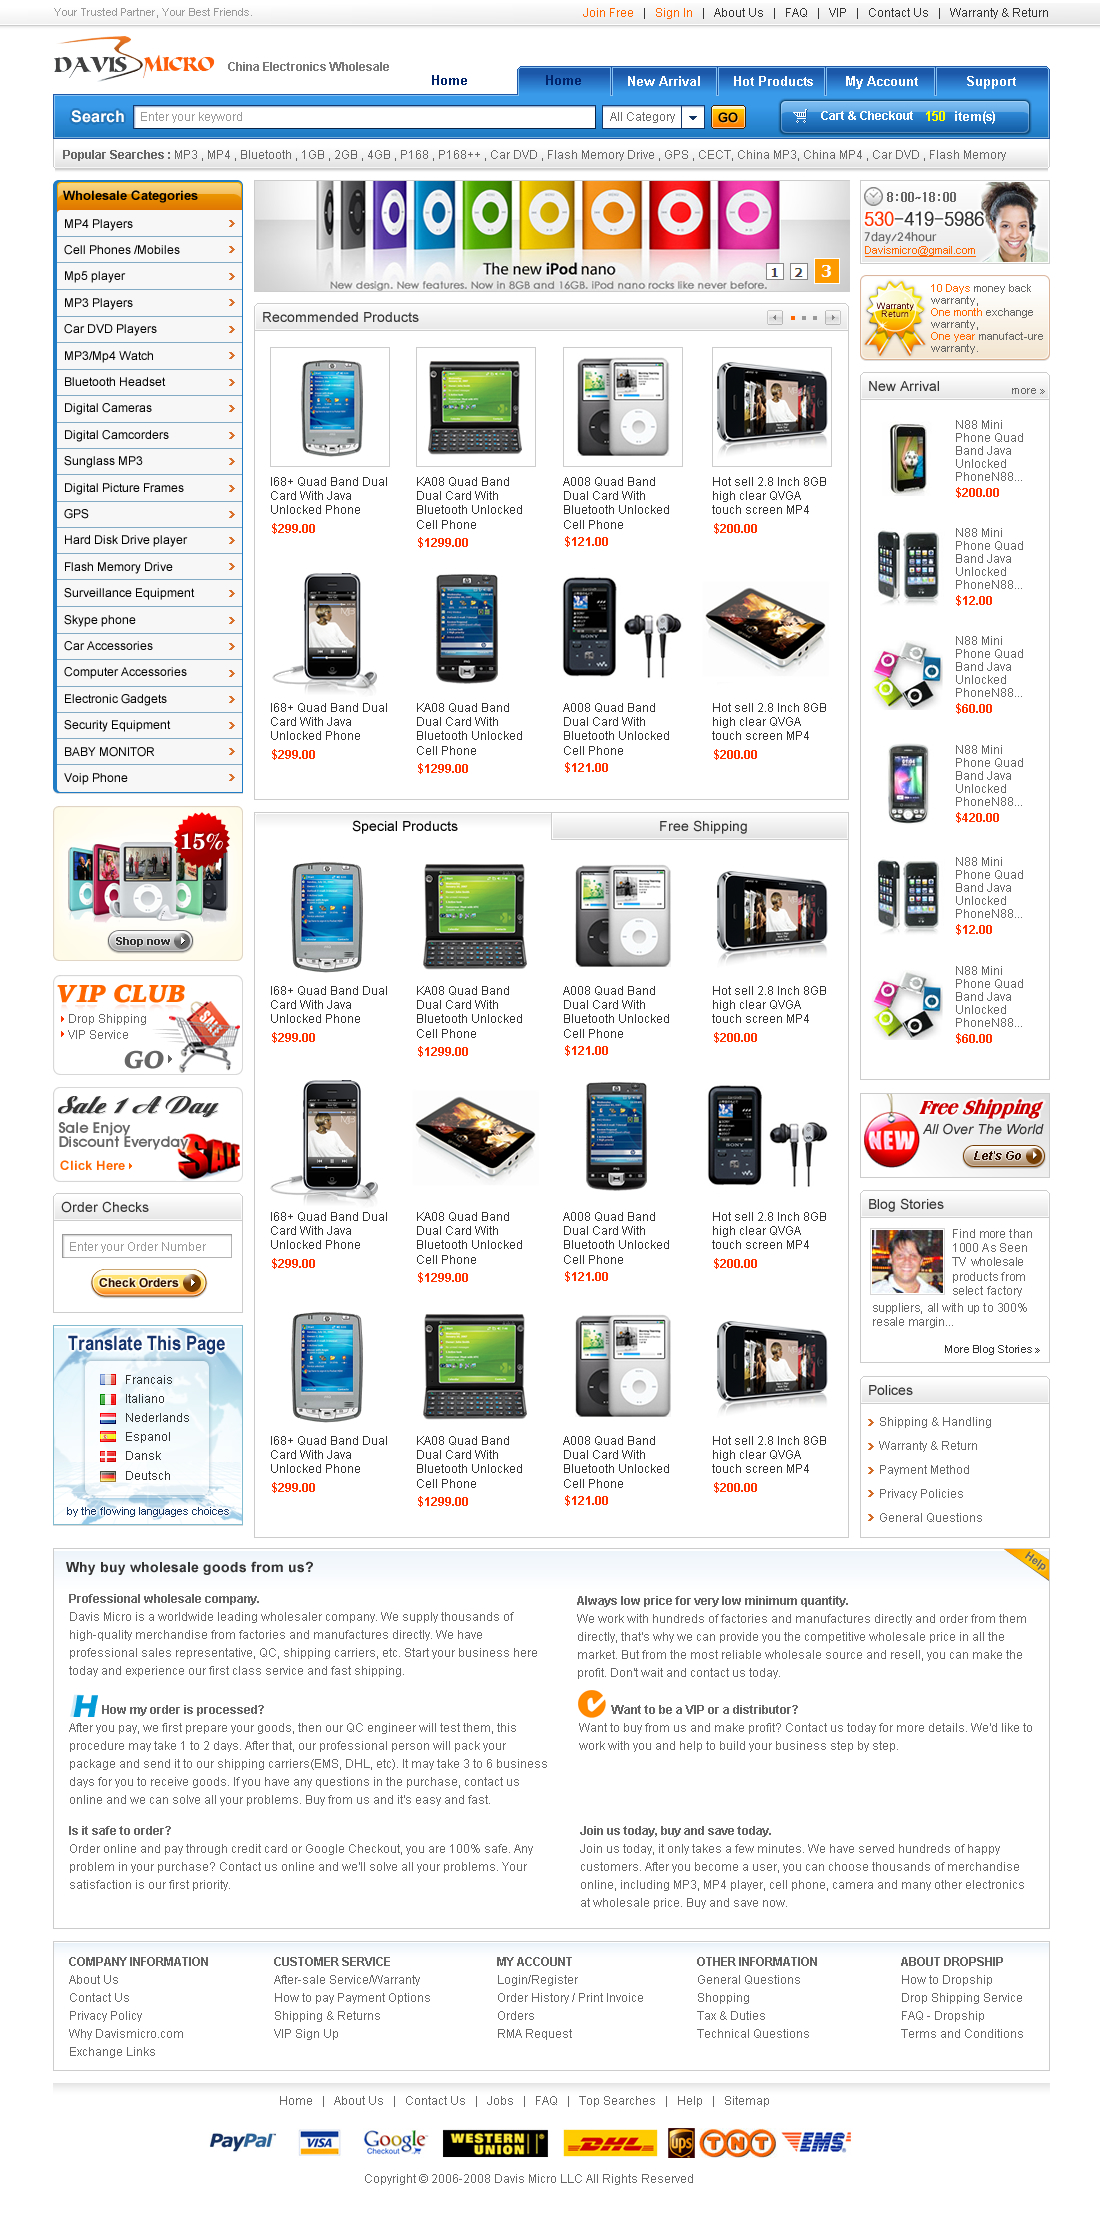 Your Trusted Partner, Your Best Friends.
Join Free | Sign In | About Us | FAQ | VIP | Contact Us | Warranty & Return
DAVIS MICRO China Electronics Wholesale
Home Home New Arrival Hot Products My Account Support
Search Enter your keyword All Category GO Cart & Checkout 150 item(s)
Popular Searches : MP3 , MP4 , Bluetooth , 1GB , 2GB , 4GB , P168 , P168++ , Car DVD , Flash Memory Drive , GPS , CECT, China MP3, China MP4 , Car DVD , Flash Memory
Wholesale Categories
MP4 Players
Cell Phones /Mobiles
Mp5 player
MP3 Players
Car DVD Players
MP3/Mp4 Watch
Bluetooth Headset
Digital Cameras
Digital Camcorders
Sunglass MP3
Digital Picture Frames
GPS
Hard Disk Drive player
Flash Memory Drive
Surveillance Equipment
Skype phone
Car Accessories
Computer Accessories
Electronic Gadgets
Security Equipment
BABY MONITOR
Voip Phone
15%
Shop now
VIP CLUB
Drop Shipping
VIP Service
GO
Sale 1 A Day
Sale Enjoy
Discount Everyday
SALE
Click Here
Order Checks
Enter your Order Number
Check Orders
Translate This Page
Francais
Italiano
Nederlands
Espanol
Dansk
Deutsch
by the flowing languages choices
The new iPod nano
New design. New features. Now in 8GB and 16GB. iPod nano rocks like never before.
1 2 3
Recommended Products
I68+ Quad Band Dual
Card With Java
Unlocked Phone
$299.00
KA08 Quad Band
Dual Card With
Bluetooth Unlocked
Cell Phone
$1299.00
A008 Quad Band
Dual Card With
Bluetooth Unlocked
Cell Phone
$121.00
Hot sell 2.8 Inch 8GB
high clear QVGA
touch screen MP4
$200.00
I68+ Quad Band Dual
Card With Java
Unlocked Phone
$299.00
KA08 Quad Band
Dual Card With
Bluetooth Unlocked
Cell Phone
$1299.00
A008 Quad Band
Dual Card With
Bluetooth Unlocked
Cell Phone
$121.00
Hot sell 2.8 Inch 8GB
high clear QVGA
touch screen MP4
$200.00
Special Products Free Shipping
I68+ Quad Band Dual
Card With Java
Unlocked Phone
$299.00
KA08 Quad Band
Dual Card With
Bluetooth Unlocked
Cell Phone
$1299.00
A008 Quad Band
Dual Card With
Bluetooth Unlocked
Cell Phone
$121.00
Hot sell 2.8 Inch 8GB
high clear QVGA
touch screen MP4
$200.00
I68+ Quad Band Dual
Card With Java
Unlocked Phone
$299.00
KA08 Quad Band
Dual Card With
Bluetooth Unlocked
Cell Phone
$1299.00
A008 Quad Band
Dual Card With
Bluetooth Unlocked
Cell Phone
$121.00
Hot sell 2.8 Inch 8GB
high clear QVGA
touch screen MP4
$200.00
I68+ Quad Band Dual
Card With Java
Unlocked Phone
$299.00
KA08 Quad Band
Dual Card With
Bluetooth Unlocked
Cell Phone
$1299.00
A008 Quad Band
Dual Card With
Bluetooth Unlocked
Cell Phone
$121.00
Hot sell 2.8 Inch 8GB
high clear QVGA
touch screen MP4
$200.00
8:00~18:00
530-419-5986
7day/24hour
Davismicro@gmail.com
Warranty
Return
10 Days money back
warranty,
One month exchange
warranty,
One year manufact-ure
warranty.
New Arrival more »
N88 Mini
Phone Quad
Band Java
Unlocked
PhoneN88...
$200.00
N88 Mini
Phone Quad
Band Java
Unlocked
PhoneN88...
$12.00
N88 Mini
Phone Quad
Band Java
Unlocked
PhoneN88...
$60.00
N88 Mini
Phone Quad
Band Java
Unlocked
PhoneN88...
$420.00
N88 Mini
Phone Quad
Band Java
Unlocked
PhoneN88...
$12.00
N88 Mini
Phone Quad
Band Java
Unlocked
PhoneN88...
$60.00
NEW
Free Shipping
All Over The World
Let's Go
Blog Stories
Find more than
1000 As Seen
TV wholesale
products from
select factory
suppliers, all with up to 300%
resale margin...
More Blog Stories »
Polices
Shipping & Handling
Warranty & Return
Payment Method
Privacy Policies
General Questions
Why buy wholesale goods from us?
Help
Professional wholesale company.
Davis Micro is a worldwide leading wholesaler company. We supply thousands of
high-quality merchandise from factories and manufactures directly. We have
professional sales representative, QC, shipping carriers, etc. Start your business here
today and experience our first class service and fast shipping.
Always low price for very low minimum quantity.
We work with hundreds of factories and manufactures directly and order from them
directly, that's why we can provide you the competitive wholesale price in all the
market. But from the most reliable wholesale source and resell, you can make the
profit. Don't wait and contact us today.
H How my order is processed?
After you pay, we first prepare your goods, then our QC engineer will test them, this
procedure may take 1 to 2 days. After that, our professional person will pack your
package and send it to our shipping carriers(EMS, DHL, etc). It may take 3 to 6 business
days for you to receive goods. If you have any questions in the purchase, contact us
online and we can solve all your problems. Buy from us and it's easy and fast.
Want to be a VIP or a distributor?
Want to buy from us and make profit? Contact us today for more details. We'd like to
work with you and help to build your business step by step.
Is it safe to order?
Order online and pay through credit card or Google Checkout, you are 100% safe. Any
problem in your purchase? Contact us online and we'll solve all your problems. Your
satisfaction is our first priority.
Join us today, buy and save today.
Join us today, it only takes a few minutes. We have served hundreds of happy
customers. After you become a user, you can choose thousands of merchandise
online, including MP3, MP4 player, cell phone, camera and many other electronics
at wholesale price. Buy and save now.
COMPANY INFORMATION
About Us
Contact Us
Privacy Policy
Why Davismicro.com
Exchange Links
CUSTOMER SERVICE
After-sale Service/Warranty
How to pay Payment Options
Shipping & Returns
VIP Sign Up
MY ACCOUNT
Login/Register
Order History / Print Invoice
Orders
RMA Request
OTHER INFORMATION
General Questions
Shopping
Tax & Duties
Technical Questions
ABOUT DROPSHIP
How to Dropship
Drop Shipping Service
FAQ - Dropship
Terms and Conditions
Home | About Us | Contact Us | Jobs | FAQ | Top Searches | Help | Sitemap
PayPal VISA Google Checkout WESTERN UNION DHL ups TNT EMS
Copyright © 2006-2008 Davis Micro LLC All Rights Reserved